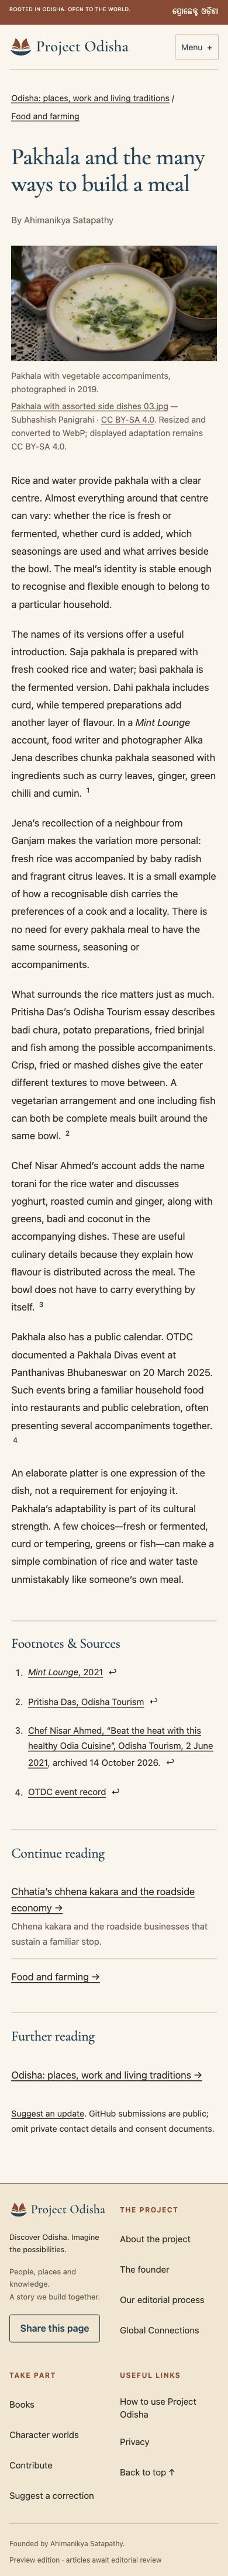 ROOTED IN ODISHA. OPEN TO THE WORLD.
ପ୍ରୋଜେକ୍ଟ ଓଡ଼ିଶା
Project Odisha
Menu +
Odisha: places, work and living traditions /
Food and farming
Pakhala and the many
ways to build a meal
By Ahimanikya Satapathy
Pakhala with vegetable accompaniments,
photographed in 2019.
Pakhala with assorted side dishes 03.jpg —
Subhashish Panigrahi · CC BY-SA 4.0. Resized and
converted to WebP; displayed adaptation remains
CC BY-SA 4.0.
Rice and water provide pakhala with a clear
centre. Almost everything around that centre
can vary: whether the rice is fresh or
fermented, whether curd is added, which
seasonings are used and what arrives beside
the bowl. The meal’s identity is stable enough
to recognise and flexible enough to belong to
a particular household.
The names of its versions offer a useful
introduction. Saja pakhala is prepared with
fresh cooked rice and water; basi pakhala is
the fermented version. Dahi pakhala includes
curd, while tempered preparations add
another layer of flavour. In a Mint Lounge
account, food writer and photographer Alka
Jena describes chunka pakhala seasoned with
ingredients such as curry leaves, ginger, green
chilli and cumin. 1
Jena’s recollection of a neighbour from
Ganjam makes the variation more personal:
fresh rice was accompanied by baby radish
and fragrant citrus leaves. It is a small example
of how a recognisable dish carries the
preferences of a cook and a locality. There is
no need for every pakhala meal to have the
same sourness, seasoning or
accompaniments.
What surrounds the rice matters just as much.
Pritisha Das’s Odisha Tourism essay describes
badi chura, potato preparations, fried brinjal
and fish among the possible accompaniments.
Crisp, fried or mashed dishes give the eater
different textures to move between. A
vegetarian arrangement and one including fish
can both be complete meals built around the
same bowl. 2
Chef Nisar Ahmed’s account adds the name
torani for the rice water and discusses
yoghurt, roasted cumin and ginger, along with
greens, badi and coconut in the
accompanying dishes. These are useful
culinary details because they explain how
flavour is distributed across the meal. The
bowl does not have to carry everything by
itself. 3
Pakhala also has a public calendar. OTDC
documented a Pakhala Divas event at
Panthanivas Bhubaneswar on 20 March 2025.
Such events bring a familiar household food
into restaurants and public celebration, often
presenting several accompaniments together.
4
An elaborate platter is one expression of the
dish, not a requirement for enjoying it.
Pakhala’s adaptability is part of its cultural
strength. A few choices—fresh or fermented,
curd or tempering, greens or fish—can make a
simple combination of rice and water taste
unmistakably like someone’s own meal.
Footnotes & Sources
1. Mint Lounge, 2021 ↩
2. Pritisha Das, Odisha Tourism ↩
3. Chef Nisar Ahmed, “Beat the heat with this
healthy Odia Cuisine”, Odisha Tourism, 2 June
2021, archived 14 October 2026. ↩
4. OTDC event record ↩
Continue reading
Chhatia’s chhena kakara and the roadside
economy →
Chhena kakara and the roadside businesses that
sustain a familiar stop.
Food and farming →
Further reading
Odisha: places, work and living traditions →
Suggest an update. GitHub submissions are public;
omit private contact details and consent documents.
Project Odisha
Discover Odisha. Imagine
the possibilities.
People, places and
knowledge.
A story we build together.
Share this page
THE PROJECT
About the project
The founder
Our editorial process
Global Connections
TAKE PART
Books
Character worlds
Contribute
Suggest a correction
USEFUL LINKS
How to use Project
Odisha
Privacy
Back to top ↑
Founded by Ahimanikya Satapathy.
Preview edition · articles await editorial review